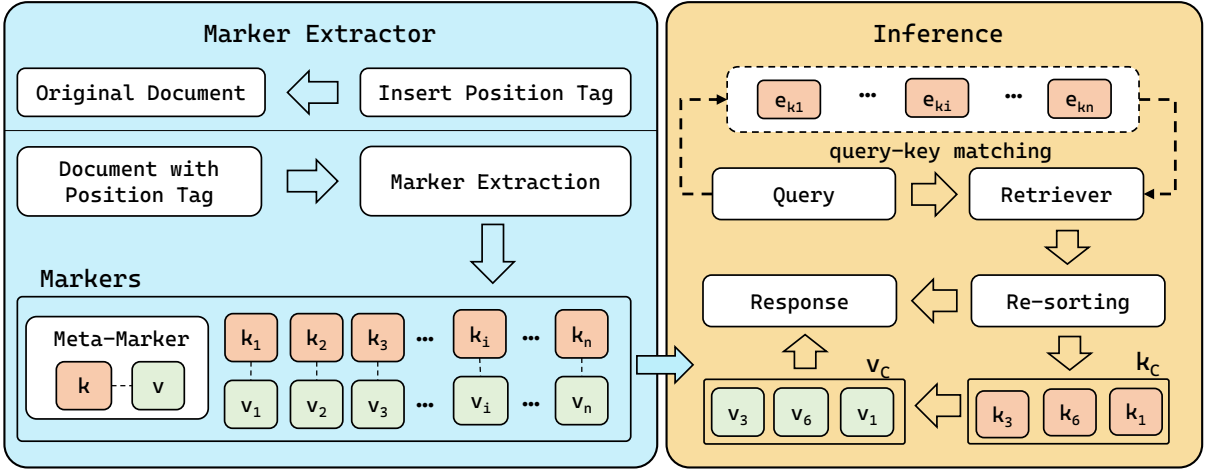 Marker Extractor
Original Document
Insert Position Tag
Document with
Position Tag
Marker Extraction
Markers
Meta-Marker
k
v
k1 k2 k3 ••• ki ••• kn
v1 v2 v3 ••• vi ••• vn
Inference
ek1 ••• eki ••• ekn
query-key matching
Query
Retriever
Response
Re-sorting
vC
kC
v3 v6 v1
k3 k6 k1